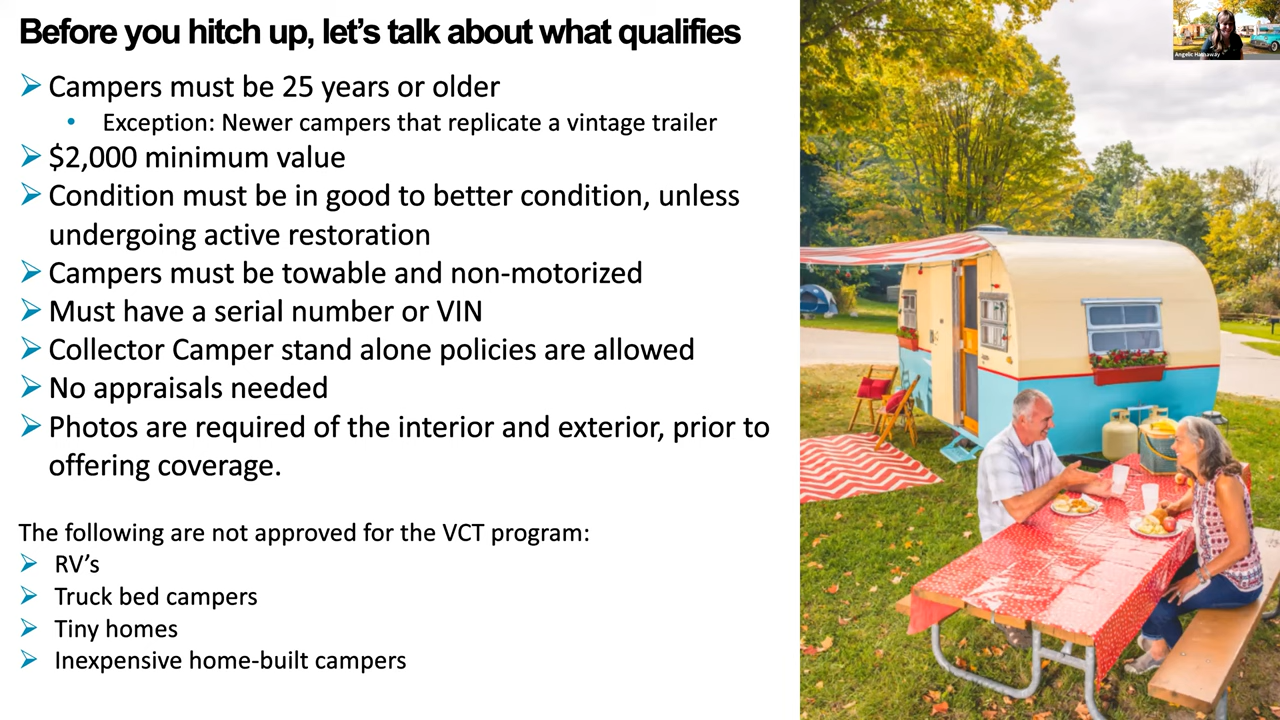 Before you hitch up, let's talk about what qualifies
Campers must be 25 years or older
Exception: Newer campers that replicate a vintage trailer
$2,000 minimum value
Condition must be in good to better condition, unless
undergoing active restoration
Campers must be towable and non-motorized
Must have a serial number or VIN
Collector Camper stand alone policies are allowed
No appraisals needed
Photos are required of the interior and exterior, prior to
offering coverage.
The following are not approved for the VCT program:
RV's
Truck bed campers
Tiny homes
Inexpensive home-built campers
Angelic Hathaway